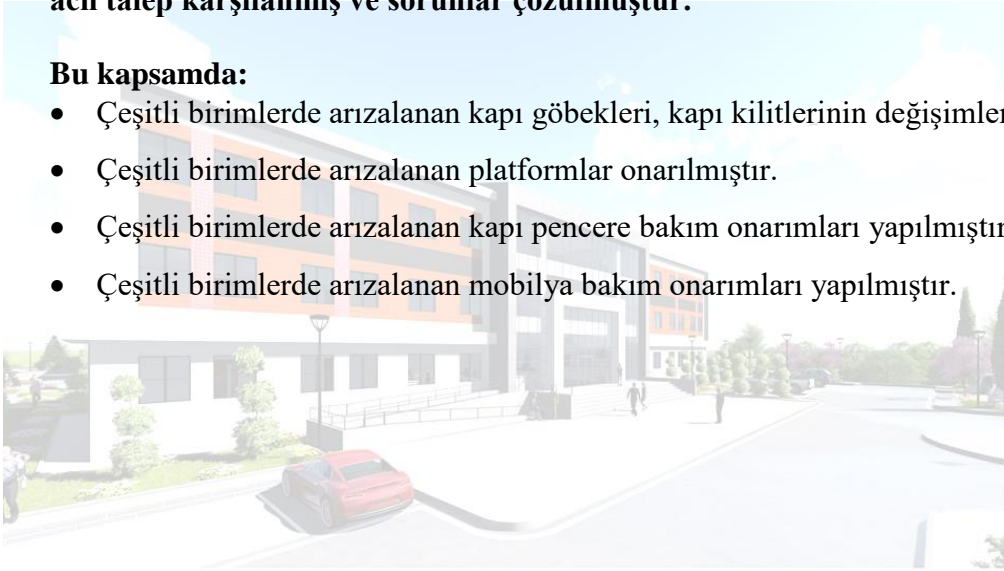 acil talep karşılanmış ve sorunlar çözülmüştür.
Bu kapsamda:
• Çeşitli birimlerde arızalanan kapı göbekleri, kapı kilitlerinin değişimler
• Çeşitli birimlerde arızalanan platformlar onarılmıştır.
• Çeşitli birimlerde arızalanan kapı pencere bakım onarımları yapılmıştır
• Çeşitli birimlerde arızalanan mobilya bakım onarımları yapılmıştır.